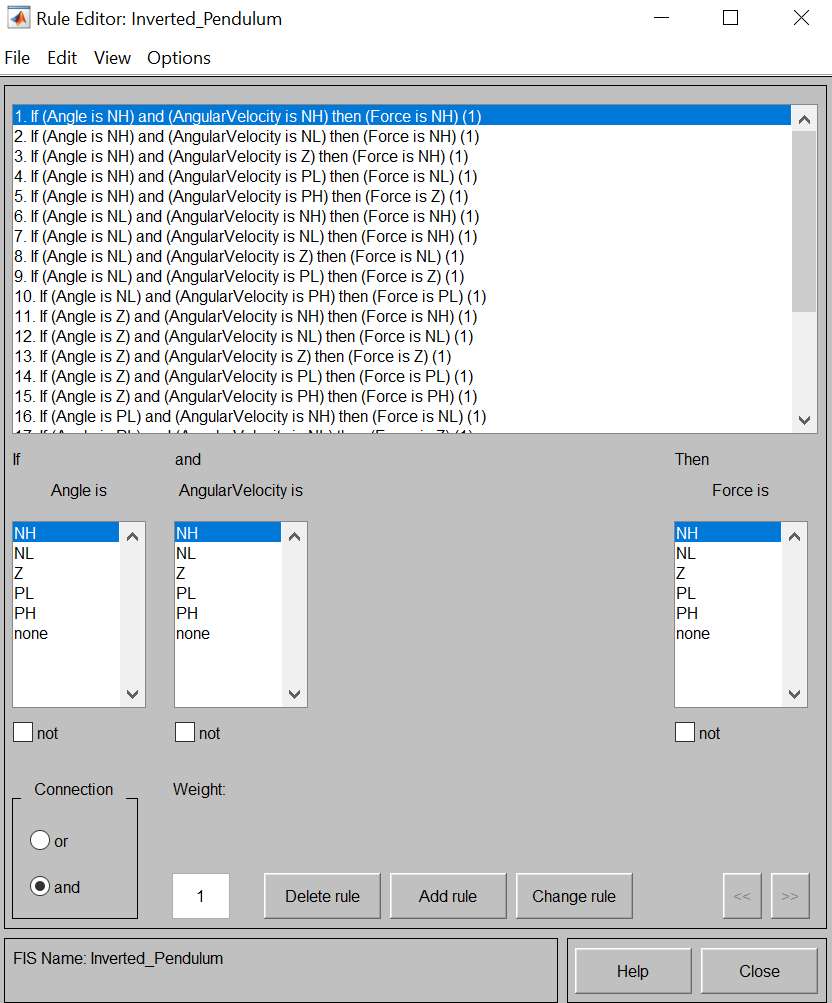 Rule Editor: Inverted_Pendulum
File Edit View Options
1. If (Angle is NH) and (AngularVelocity is NH) then (Force is NH) (1)
2. If (Angle is NH) and (AngularVelocity is NL) then (Force is NH) (1)
3. If (Angle is NH) and (AngularVelocity is Z) then (Force is NH) (1)
4. If (Angle is NH) and (AngularVelocity is PL) then (Force is NL) (1)
5. If (Angle is NH) and (AngularVelocity is PH) then (Force is Z) (1)
6. If (Angle is NL) and (AngularVelocity is NH) then (Force is NH) (1)
7. If (Angle is NL) and (AngularVelocity is NL) then (Force is NH) (1)
8. If (Angle is NL) and (AngularVelocity is Z) then (Force is NL) (1)
9. If (Angle is NL) and (AngularVelocity is PL) then (Force is Z) (1)
10. If (Angle is NL) and (AngularVelocity is PH) then (Force is PL) (1)
11. If (Angle is Z) and (AngularVelocity is NH) then (Force is NH) (1)
12. If (Angle is Z) and (AngularVelocity is NL) then (Force is NL) (1)
13. If (Angle is Z) and (AngularVelocity is Z) then (Force is Z) (1)
14. If (Angle is Z) and (AngularVelocity is PL) then (Force is PL) (1)
15. If (Angle is Z) and (AngularVelocity is PH) then (Force is PH) (1)
16. If (Angle is PL) and (AngularVelocity is NH) then (Force is NL) (1)
If and Then
Angle is AngularVelocity is Force is
NH NH NH
NL NL NL
Z Z Z
PL PL PL
PH PH PH
none none none
not not not
Connection Weight:
or
and 1 Delete rule Add rule Change rule << >>
FIS Name: Inverted_Pendulum Help Close